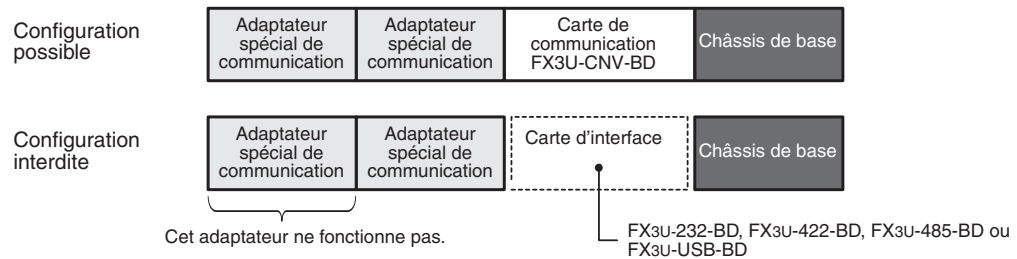 Configuration
possible
Adaptateur
spécial de
communication
Adaptateur
spécial de
communication
Carte de
communication
FX3U-CNV-BD
Châssis de base
Configuration
interdite
Adaptateur
spécial de
communication
Adaptateur
spécial de
communication
Carte d'interface
Châssis de base
Cet adaptateur ne fonctionne pas.
FX3U-232-BD, FX3U-422-BD, FX3U-485-BD ou
FX3U-USB-BD